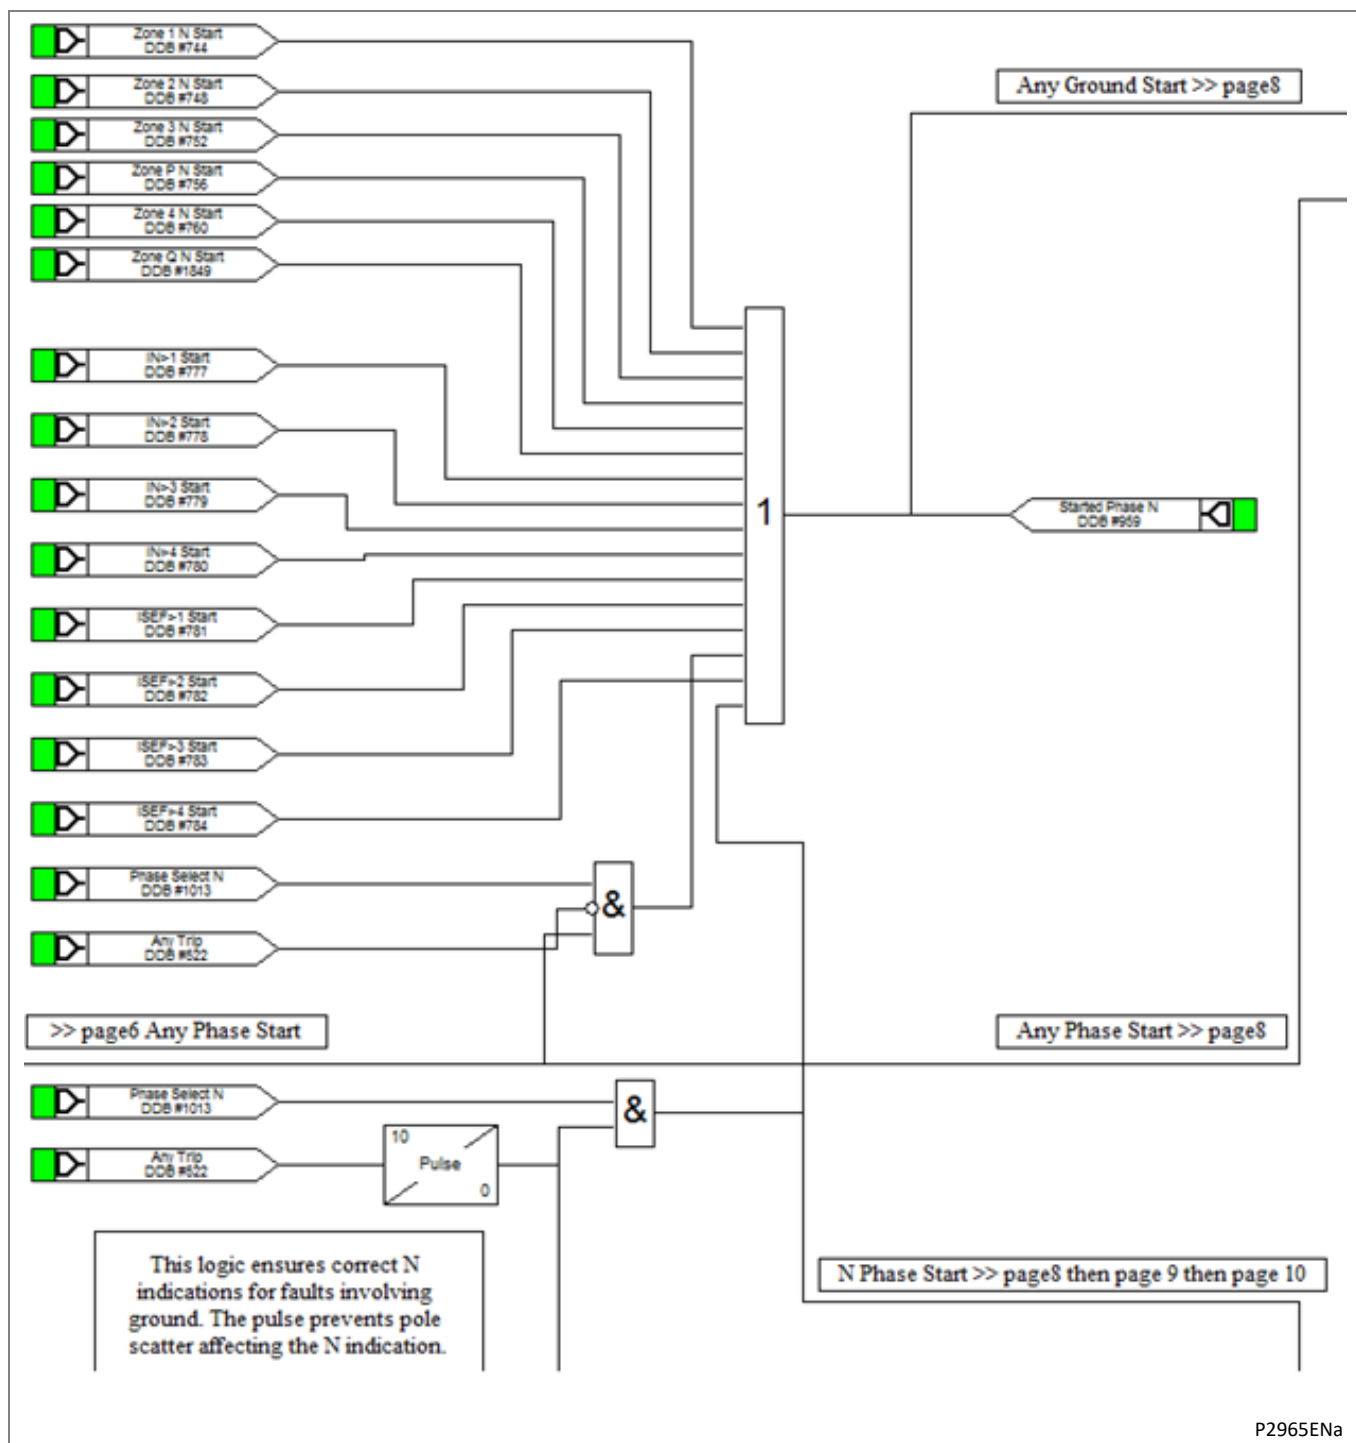 Zone 1 N Start
DDB #744
Zone 2 N Start
DDB #748
Zone 3 N Start
DDB #752
Zone P N Start
DDB #756
Zone 4 N Start
DDB #760
Zone Q N Start
DDB #1849
IN>1 Start
DDB #777
IN>2 Start
DDB #778
IN>3 Start
DDB #779
IN>4 Start
DDB #780
ISEF>1 Start
DDB #781
ISEF>2 Start
DDB #782
ISEF>3 Start
DDB #783
ISEF>4 Start
DDB #784
Phase Select N
DDB #1013
Any Trip
DDB #522
&
1
Any Ground Start >> page8
Started Phase N
DDB #959
>> page6 Any Phase Start
Any Phase Start >> page8
Phase Select N
DDB #1013
Any Trip
DDB #522
10
Pulse
0
&
This logic ensures correct N
indications for faults involving
ground. The pulse prevents pole
scatter affecting the N indication.
N Phase Start >> page8 then page 9 then page 10
P2965ENa